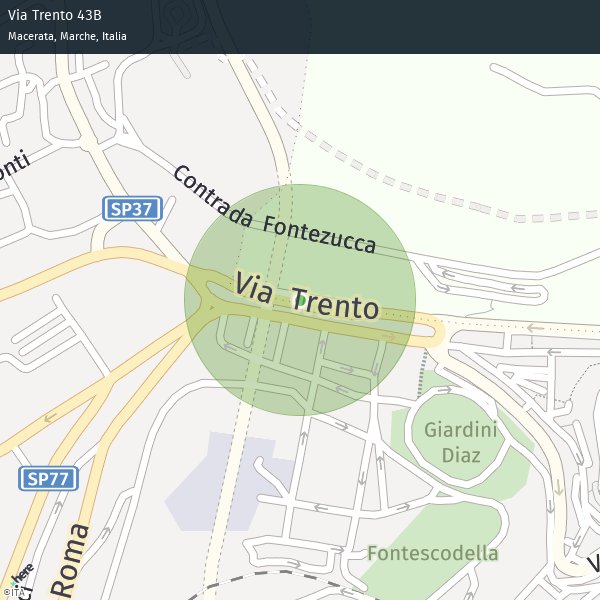 Via Trento 43B
Macerata, Marche, Italia
onti
Contrada Fontezucca
SP37
Via Trento
Giardini
Diaz
SP77
Roma
Fontescodella
here
ci
V
©ITA